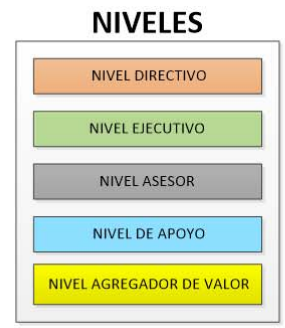 NIVELES
NIVEL DIRECTIVO
NIVEL EJECUTIVO
NIVEL ASESOR
NIVEL DE APOYO
NIVEL AGREGADOR DE VALOR